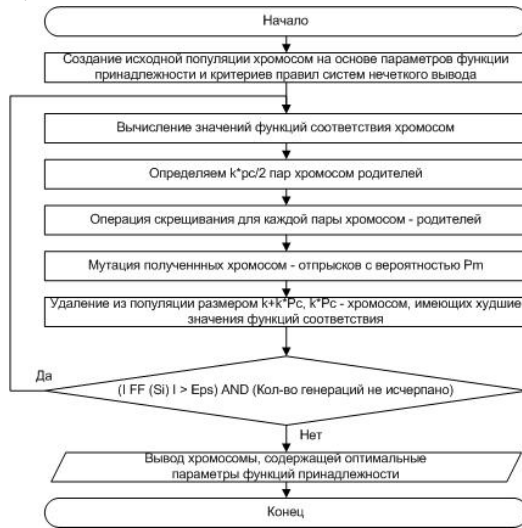 Начало
Создание исходной популяции хромосом на основе параметров функции
принадлежности и критериев правил систем нечеткого вывода
Вычисление значений функций соответствия хромосом
Определяем k*pc/2 пар хромосом родителей
Операция скрещивания для каждой пары хромосом - родителей
Мутация полученнных хромосом - отпрысков с вероятностью Pm
Удаление из популяции размером k+k*Pc, k*Pc - хромосом, имеющих худшие
значения функций соответствия
Да
(I FF (Si) I > Eps) AND (Кол-во генераций не исчерпано)
Нет
Вывод хромосомы, содержащей оптимальные
параметры функций принадлежности
Конец